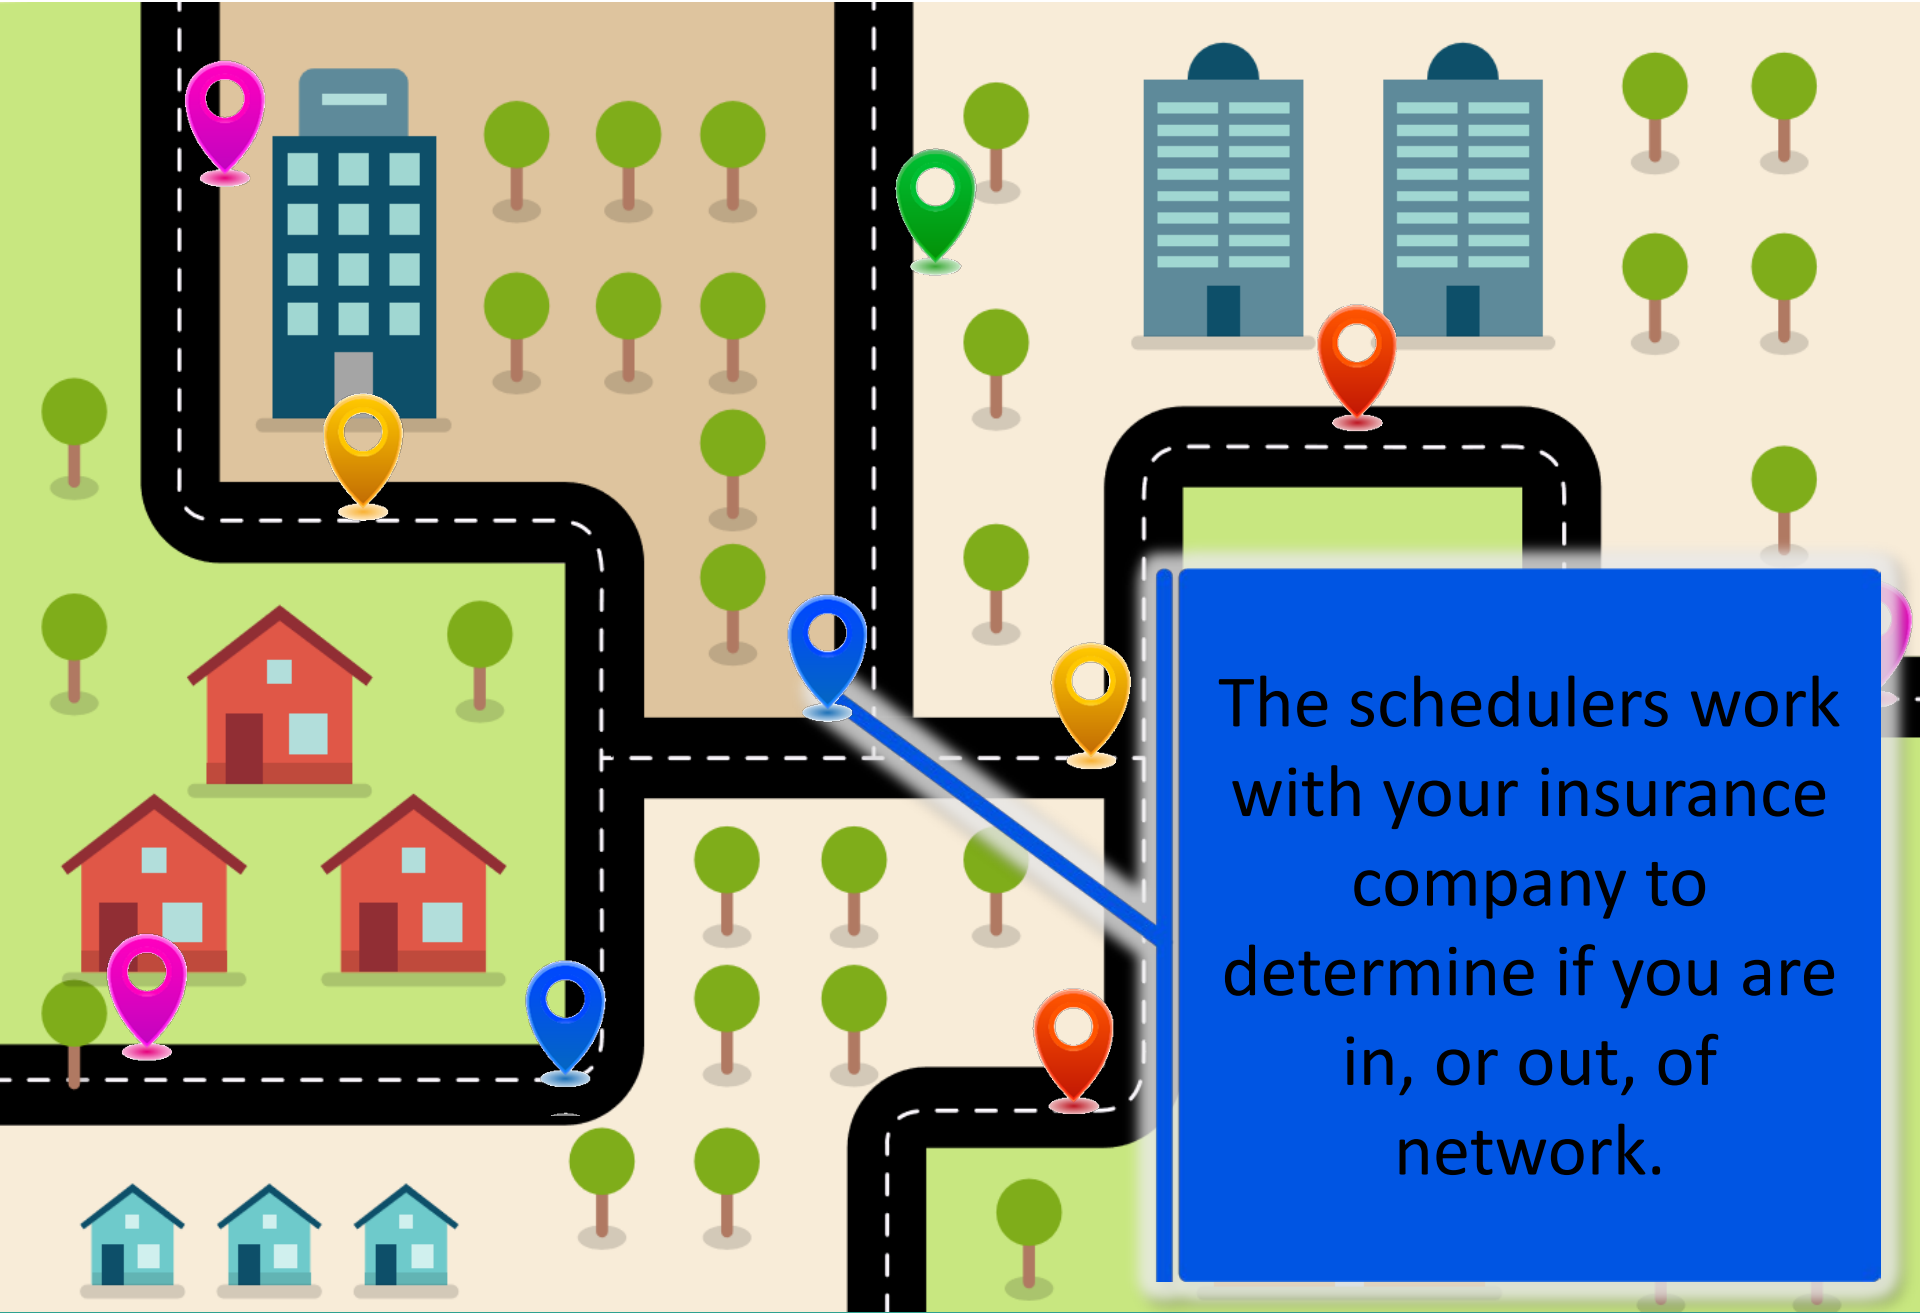 The schedulers work
with your insurance
company to
determine if you are
in, or out, of
network.